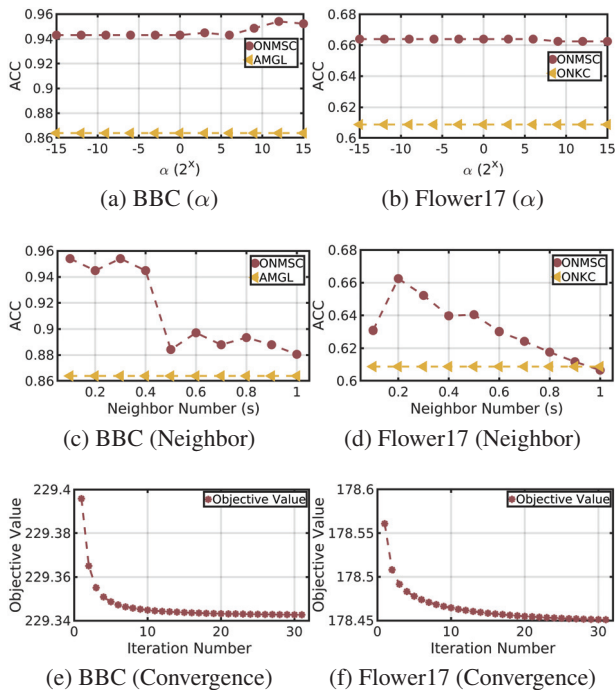 0.98
0.96
0.94
0.92
0.9
0.88
0.86
ACC
ONMSC
AMGL
-15 -10 -5 0 5 10 15
α (2^x)
(a) BBC (α)
0.68
0.66
0.64
0.62
0.6
ACC
ONMSC
ONKC
-15 -10 -5 0 5 10 15
α (2^x)
(b) Flower17 (α)
0.96
0.94
0.92
0.9
0.88
0.86
ACC
ONMSC
AMGL
0.2 0.4 0.6 0.8 1
Neighbor Number (s)
(c) BBC (Neighbor)
0.68
0.66
0.64
0.62
0.6
ACC
ONMSC
ONKC
0.2 0.4 0.6 0.8 1
Neighbor Number (s)
(d) Flower17 (Neighbor)
229.4
229.38
229.36
229.34
Objective Value
Objective Value
0 10 20 30
Iteration Number
(e) BBC (Convergence)
178.6
178.55
178.5
178.45
Objective Value
Objective Value
0 10 20 30
Iteration Number
(f) Flower17 (Convergence)